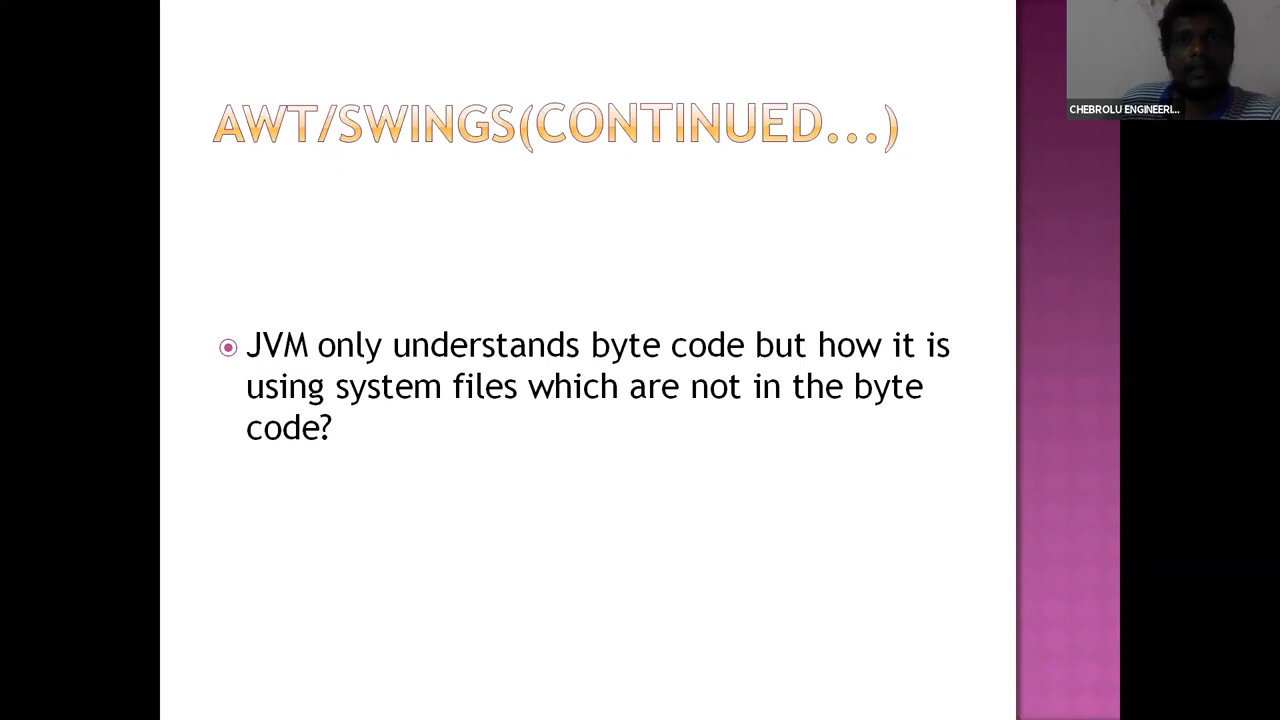 CHEBROLU ENGINEERI...
AWT/SWINGS(CONTINUED...)
JVM only understands byte code but how it is
using system files which are not in the byte
code?